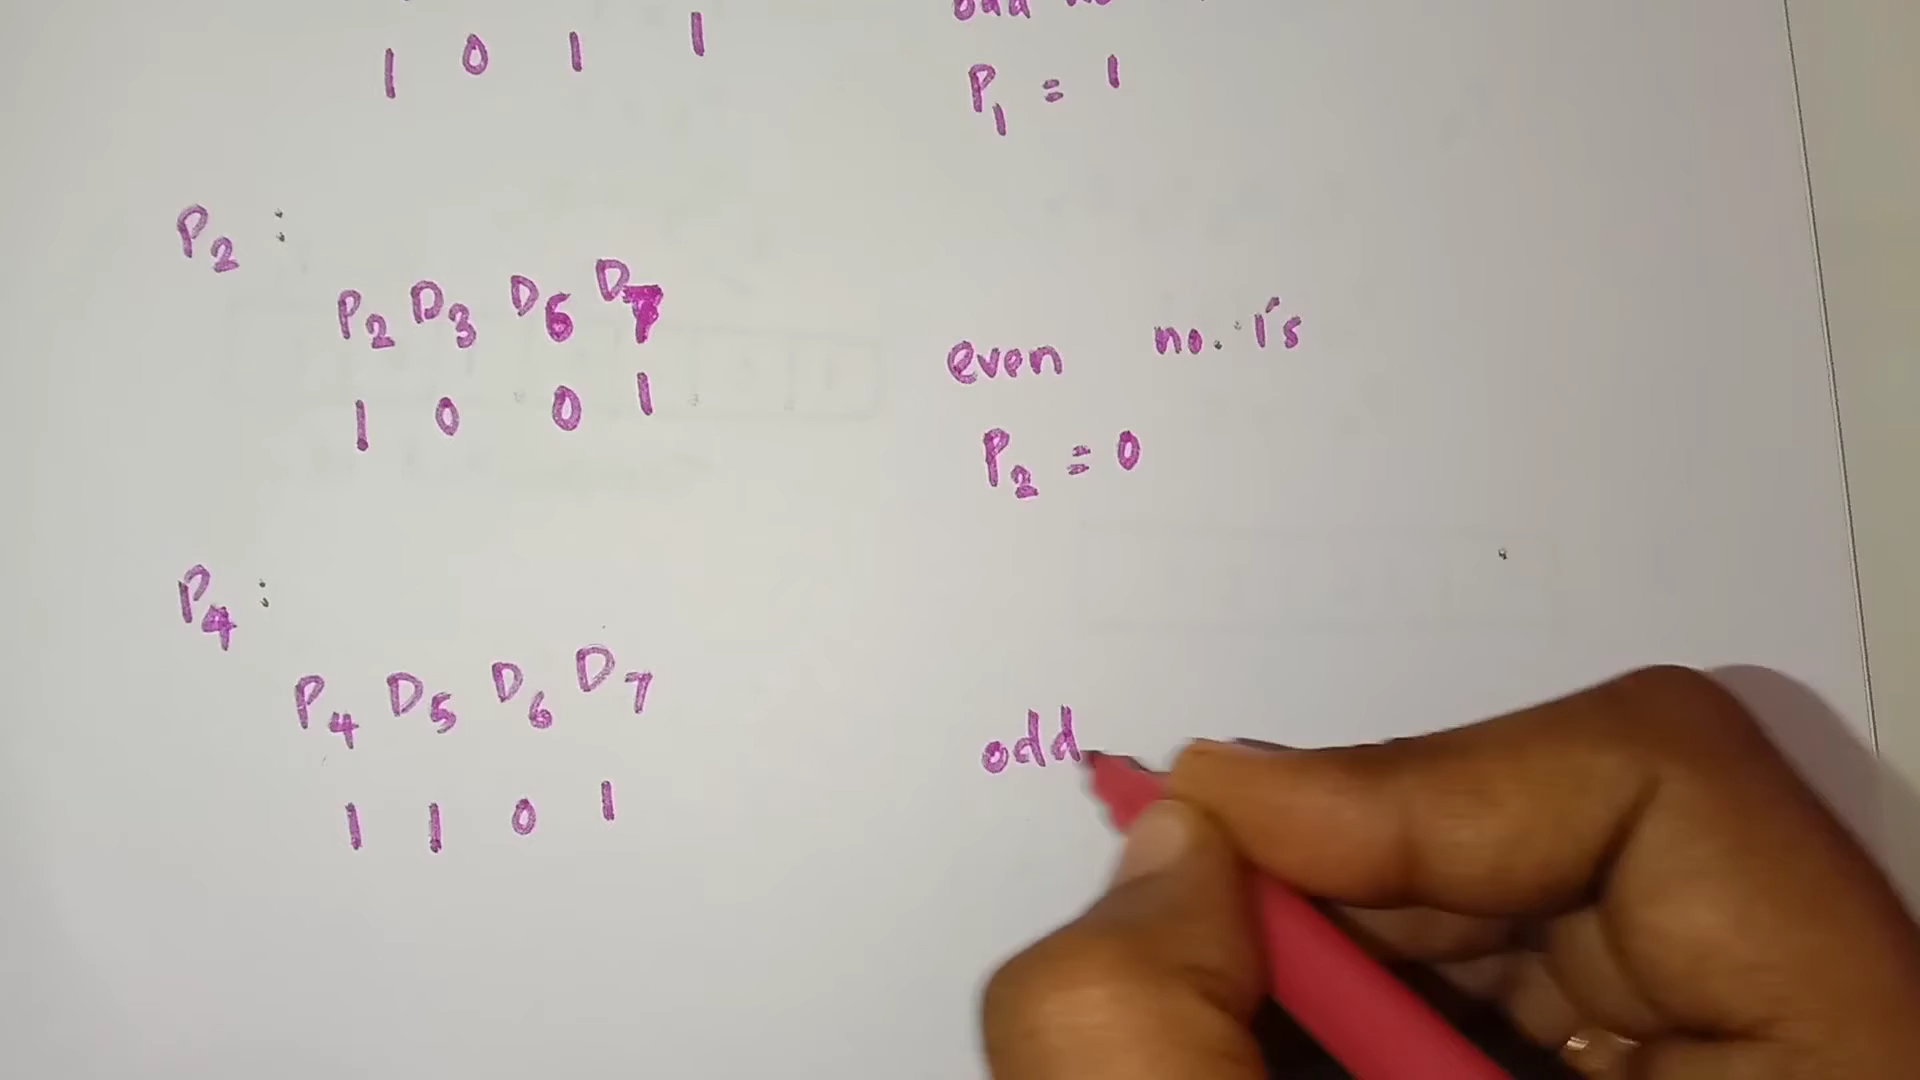 1 0 1 1
P1 = 1
P2 :
P2 D3 D6 D7
even no. 1's
1 0 0 1
P2 = 0
P4 :
P4 D5 D6 D7
odd
1 1 0 1